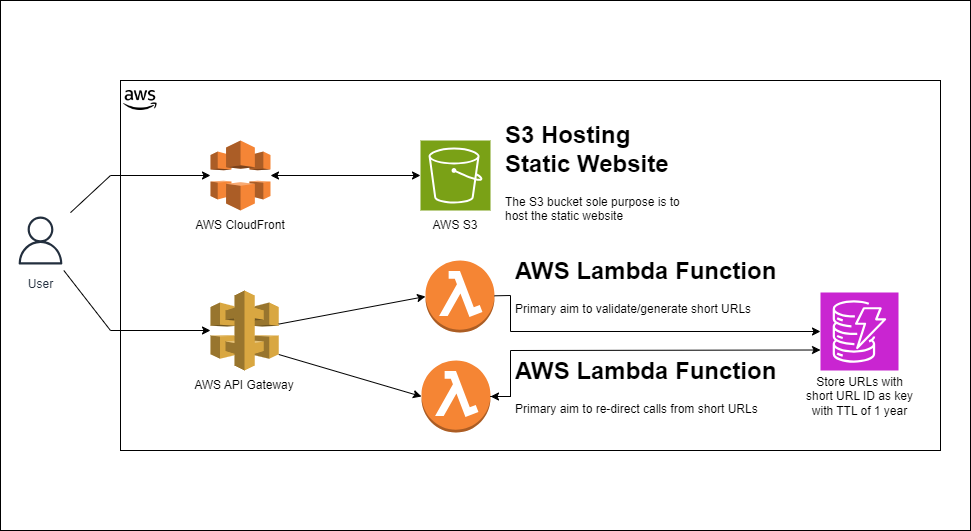 aws
S3 Hosting
Static Website
The S3 bucket sole purpose is to
host the static website
AWS CloudFront
AWS S3
User
AWS Lambda Function
Primary aim to validate/generate short URLs
AWS API Gateway
AWS Lambda Function
Primary aim to re-direct calls from short URLs
Store URLs with
short URL ID as key
with TTL of 1 year